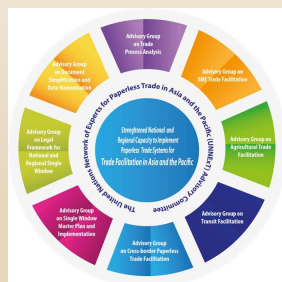 Advisory Group
on Trade
Process Analysis
Advisory Group on
SME Trade Facilitation
Advisory Group on
Agricultural Trade
Facilitation
Advisory Group on
Transit Facilitation
Advisory Group
on Cross-border Paperless
Trade Facilitation
Advisory Group
on Single Window
Master Plan and
Implementation
Advisory Group
on Legal
Framework for
National and
Regional Single
Window
Advisory Group
on Document
Simplification and
Data Harmonization
The United Nations Network of Experts for Paperless Trade in Asia and the Pacific (UNNExT) Advisory Committee
Strengthened National and
Regional Capacity to Implement
Paperless Trade Systems for
Trade Facilitation in Asia and the Pacific